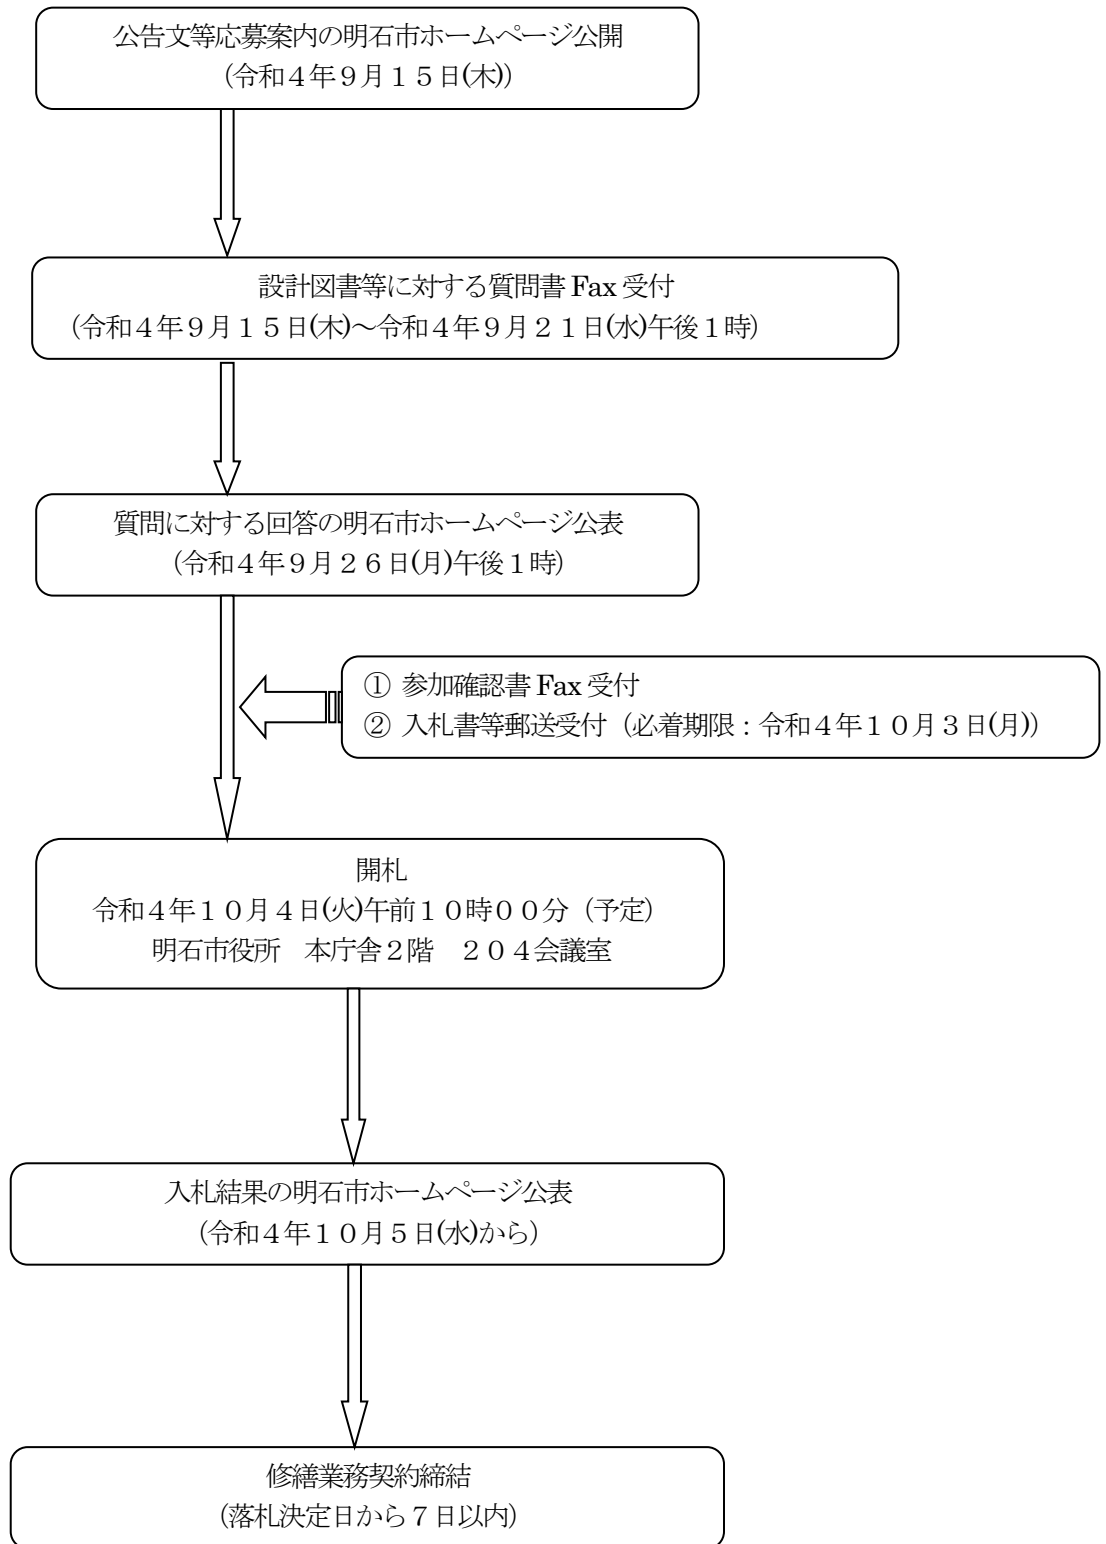 公告文等応募案内の明石市ホームページ公開
（令和４年９月１５日(木)）
設計図書等に対する質問書 Fax 受付
（令和４年９月１５日(木)～令和４年９月２１日(水)午後１時）
質問に対する回答の明石市ホームページ公表
（令和４年９月２６日(月)午後１時）
① 参加確認書 Fax 受付
② 入札書等郵送受付（必着期限：令和４年１０月３日(月)）
開札
令和４年１０月４日(火)午前１０時００分（予定）
明石市役所　本庁舎２階　２０４会議室
入札結果の明石市ホームページ公表
（令和４年１０月５日(水)から）
修繕業務契約締結
（落札決定日から７日以内）